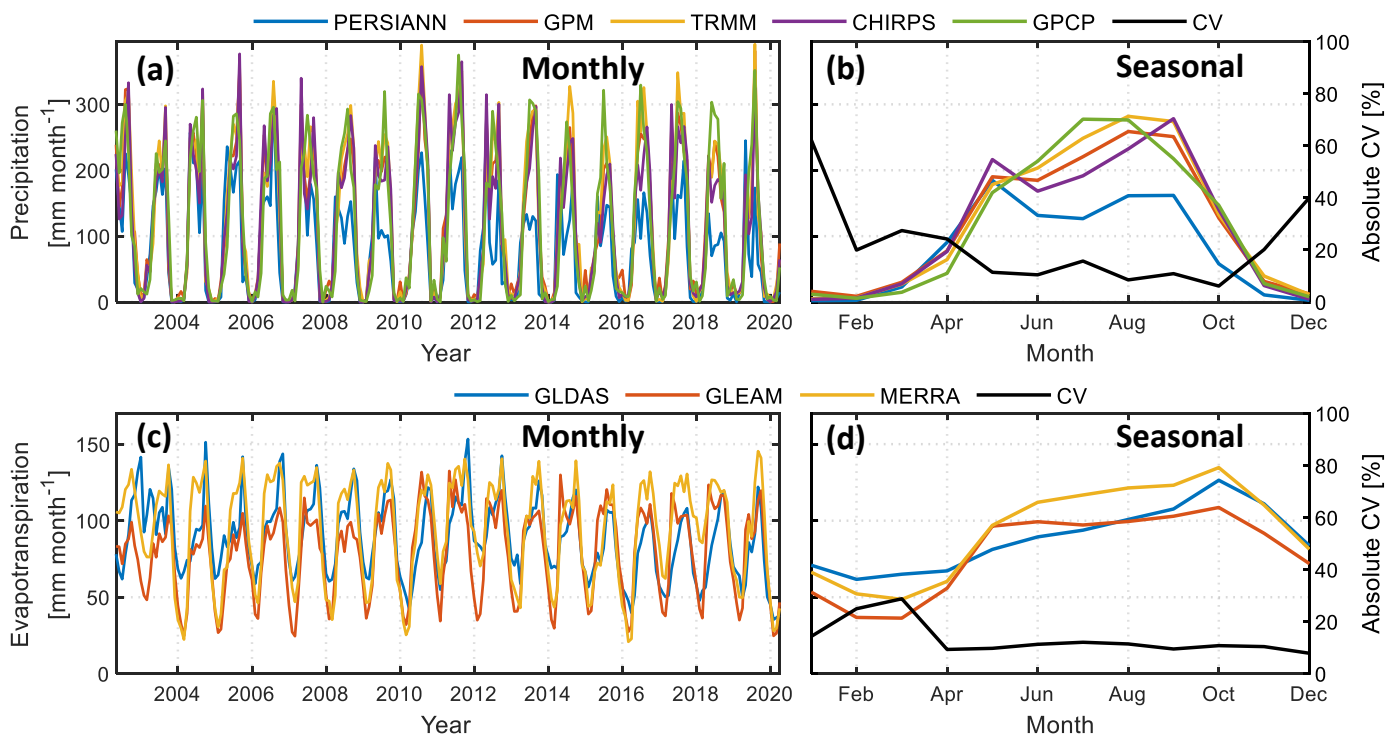 PERSIANN GPM TRMM CHIRPS GPCP CV
(a) Monthly
Precipitation
[mm month⁻¹]
300
200
100
0
2004 2006 2008 2010 2012 2014 2016 2018 2020
Year
(b) Seasonal
100
80
60
40
20
0
Absolute CV [%]
Feb Apr Jun Aug Oct Dec
Month
GLDAS GLEAM MERRA CV
(c) Monthly
Evapotranspiration
[mm month⁻¹]
150
100
50
0
2004 2006 2008 2010 2012 2014 2016 2018 2020
Year
(d) Seasonal
100
80
60
40
20
0
Absolute CV [%]
Feb Apr Jun Aug Oct Dec
Month